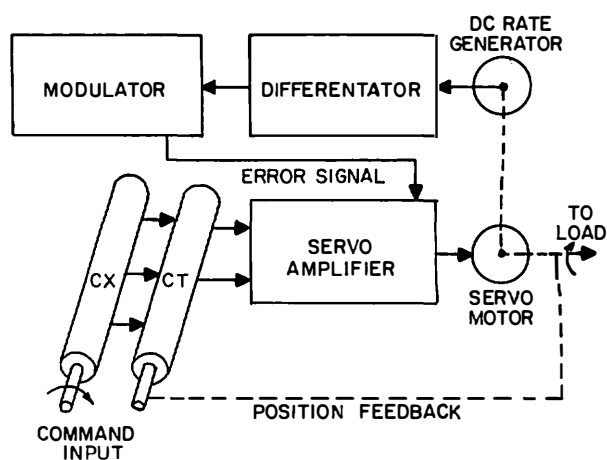 DC RATE
GENERATOR
MODULATOR
DIFFERENTATOR
ERROR SIGNAL
TO
LOAD
CX
CT
SERVO
AMPLIFIER
SERVO
MOTOR
POSITION FEEDBACK
COMMAND
INPUT